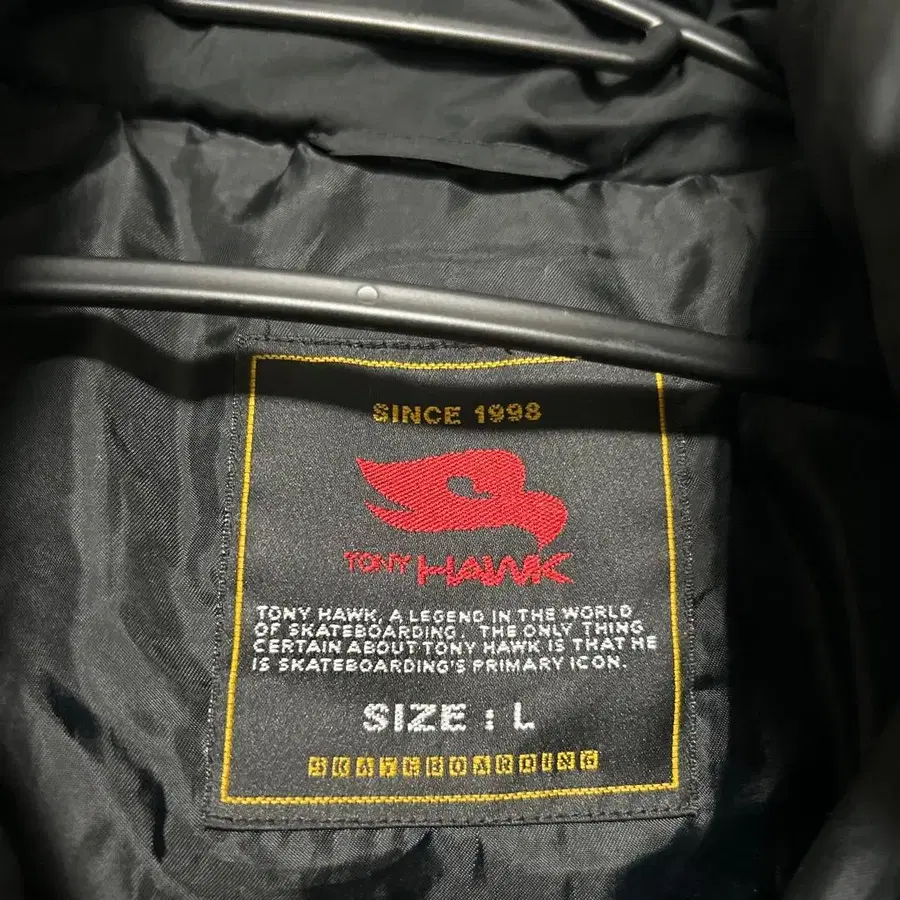 SINCE 1998
TONY HAWK
TONY HAWK, A LEGEND IN THE WORLD
OF SKATEBOARDING. THE ONLY THING
CERTAIN ABOUT TONY HAWK IS THAT HE
IS SKATEBOARDING'S PRIMARY ICON.
SIZE : L
SKATEBOARDING